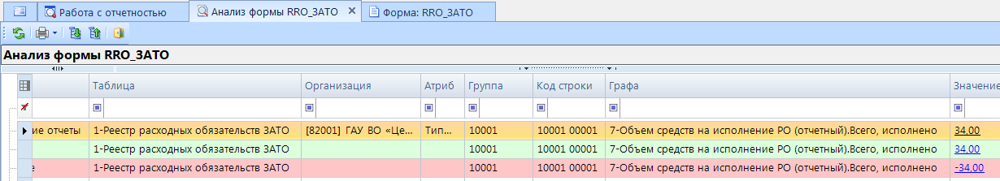 Работа с отчетностью Анализ формы RRO_ЗАТО Форма: RRO_ЗАТО
Анализ формы RRO_ЗАТО
Таблица Организация Атриб Группа Код строки Графа Значение
ие отчеты 1-Реестр расходных обязательств ЗАТО [82001] ГАУ ВО «Це... Тип... 10001 10001 00001 7-Объем средств на исполнение РО (отчетный).Всего, исполнено 34,00
1-Реестр расходных обязательств ЗАТО 10001 10001 00001 7-Объем средств на исполнение РО (отчетный).Всего, исполнено 34,00
е 1-Реестр расходных обязательств ЗАТО 10001 10001 00001 7-Объем средств на исполнение РО (отчетный).Всего, исполнено -34,00